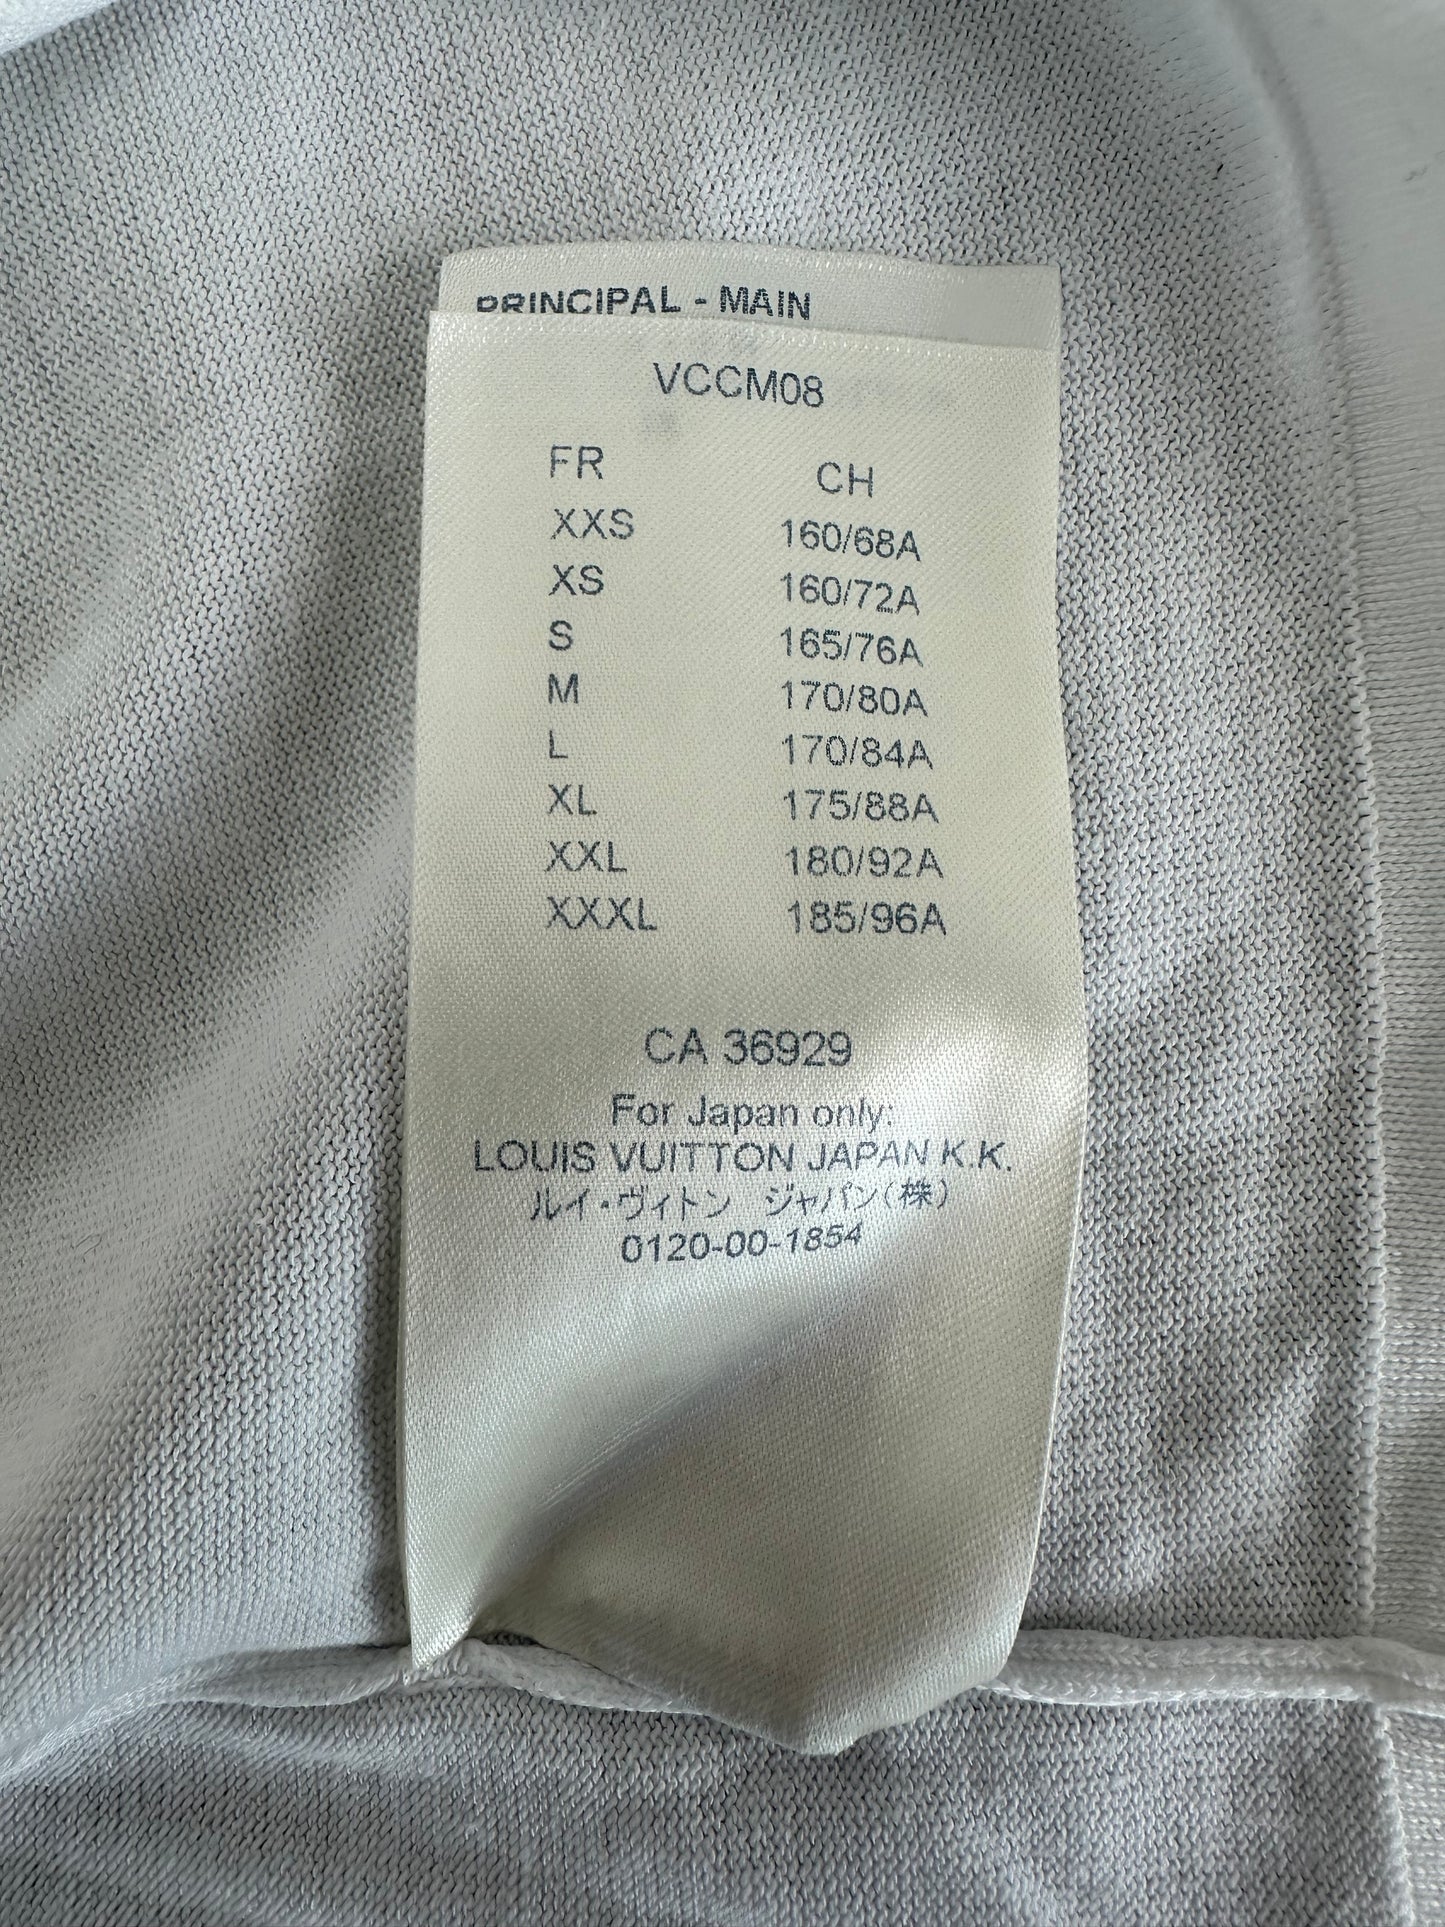 PRINCIPAL - MAIN
VCCM08
FR CH
XXS 160/68A
XS 160/72A
S 165/76A
M 170/80A
L 170/84A
XL 175/88A
XXL 180/92A
XXXL 185/96A
CA 36929
For Japan only:
LOUIS VUITTON JAPAN K.K.
ルイ・ヴィトン ジャパン(株)
0120-00-1854